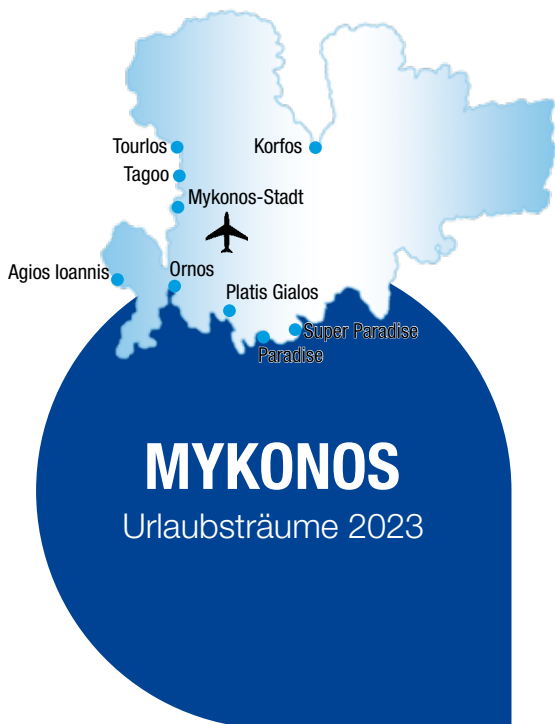 Tourlos
Korfos
Tagoo
Mykonos-Stadt
Agios Ioannis
Ornos
Platis Gialos
Super Paradise
Paradise
MYKONOS
Urlaubsträume 2023